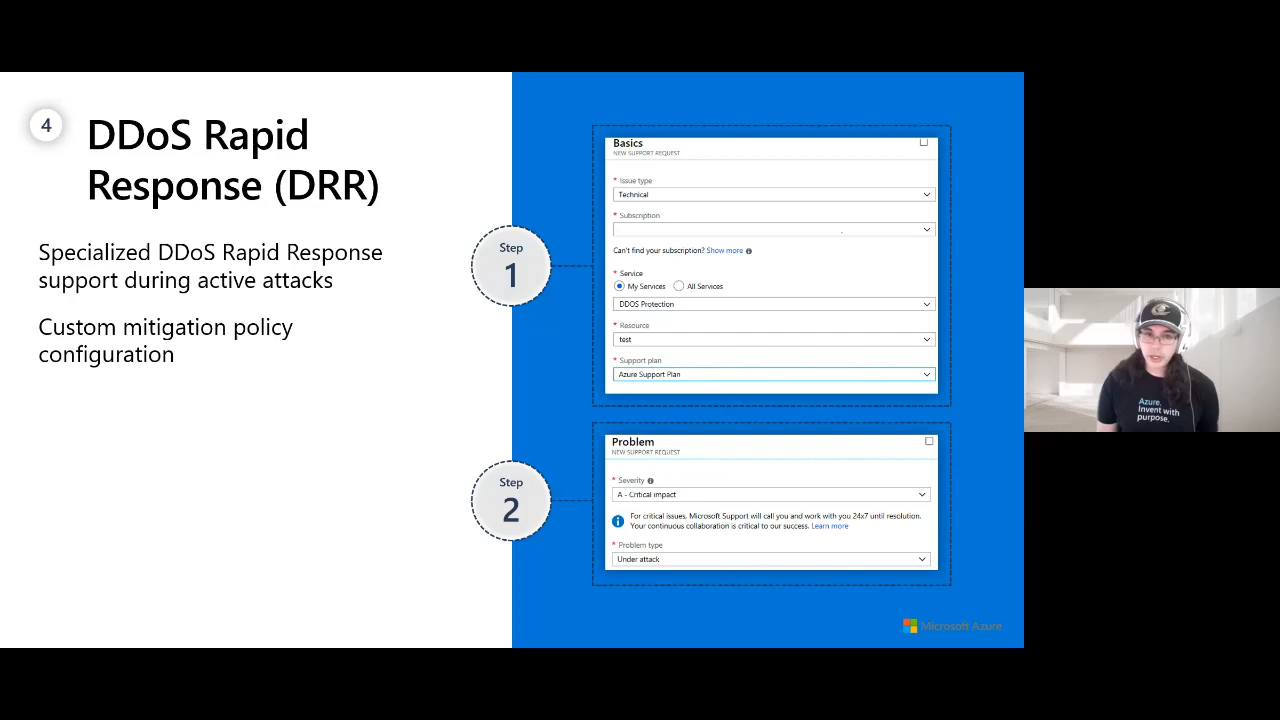 4
DDoS Rapid
Response (DRR)
Specialized DDoS Rapid Response
support during active attacks
Custom mitigation policy
configuration
Step
1
Basics
NEW SUPPORT REQUEST
* Issue type
Technical
* Subscription
Can't find your subscription? Show more
* Service
My Services All Services
DDOS Protection
* Resource
test
* Support plan
Azure Support Plan
Step
2
Problem
NEW SUPPORT REQUEST
* Severity
A - Critical impact
For critical issues, Microsoft Support will call you and work with you 24x7 until resolution.
Your continuous collaboration is critical to our success. Learn more
* Problem type
Under attack
Microsoft Azure
Azure.
Invent with
purpose.